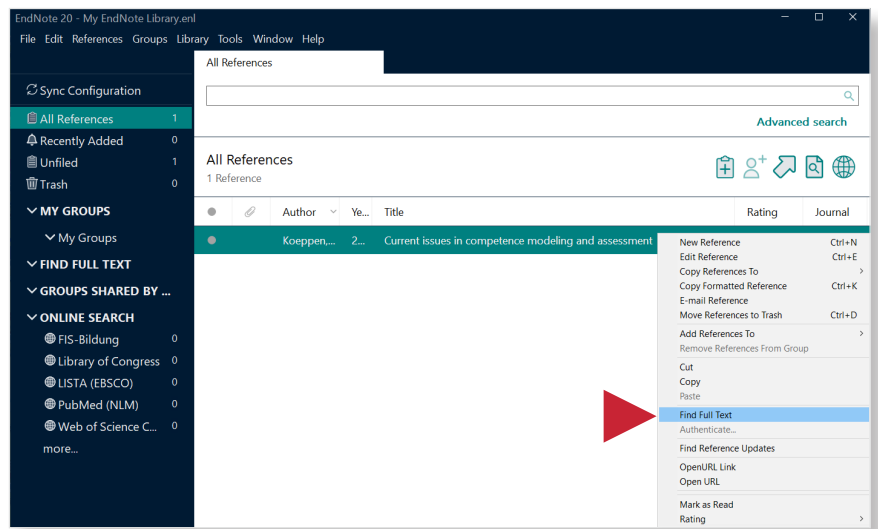 EndNote 20 - My EndNote Library.enl
File Edit References Groups Library Tools Window Help
All References
Sync Configuration
All References 1
Recently Added 0
Unfiled 1
Trash 0
MY GROUPS
My Groups
FIND FULL TEXT
GROUPS SHARED BY ...
ONLINE SEARCH
FIS-Bildung 0
Library of Congress 0
LISTA (EBSCO) 0
PubMed (NLM) 0
Web of Science C... 0
more...
Advanced search
All References
1 Reference
Author Ye... Title Rating Journal
Koeppen,... 2... Current issues in competence modeling and assessment
New Reference Ctrl+N
Edit Reference Ctrl+E
Copy References To
Copy Formatted Reference Ctrl+K
E-mail Reference
Move References to Trash Ctrl+D
Add References To
Remove References From Group
Cut
Copy
Paste
Find Full Text
Authenticate...
Find Reference Updates
OpenURL Link
Open URL
Mark as Read
Rating